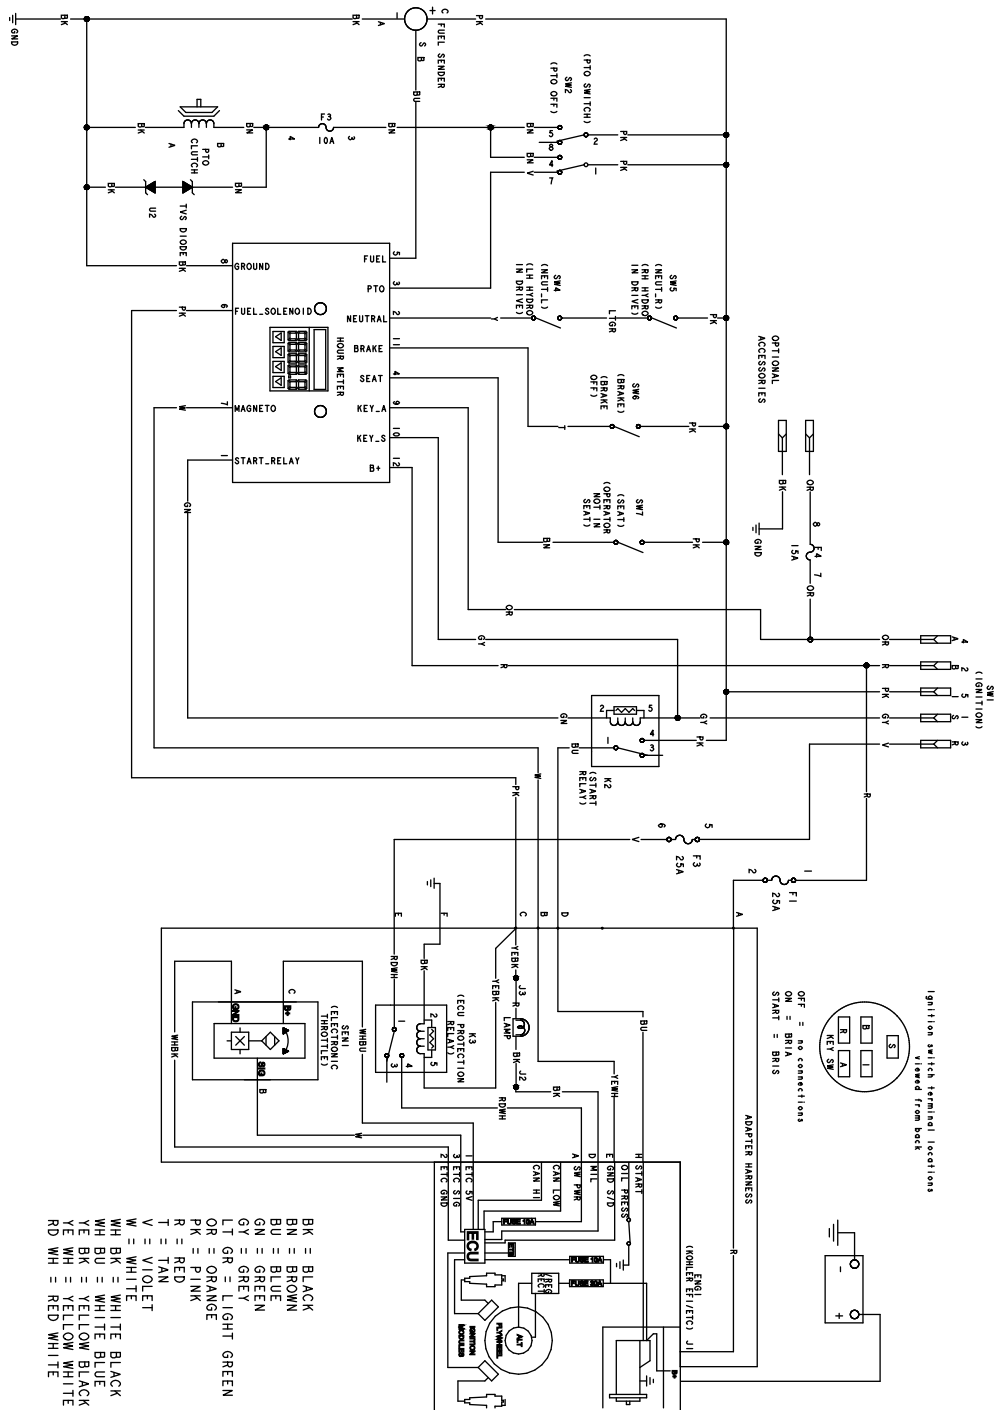 GND
BK
BK
A
-
+
C
FUEL SENDER
PK
S
B
BU
(PTO SWITCH)
SW2
(PTO OFF)
BK
A
B
PTO
CLUTCH
BN
4
F3
10A
3
BN
BN
5
8
2
PK
BN
4
7
1
PK
V
BK
U2
TVS DIODE
BN
BK
8
GROUND
FUEL
5
PTO
3
NEUTRAL
2
BRAKE
11
SEAT
4
KEY_A
9
KEY_S
10
B+
12
PK
6
FUEL_SOLENOID
HOUR METER
W
7
MAGNETO
1
START_RELAY
GN
Y
SW4
(NEUT_L)
(LH HYDRO
IN DRIVE)
LTGR
SW5
(NEUT_R)
(RH HYDRO
IN DRIVE)
PK
T
SW6
(BRAKE)
(BRAKE
OFF)
PK
BN
SW7
(SEAT)
(OPERATOR
NOT IN
SEAT)
PK
OPTIONAL
ACCESSORIES
OR
BK
GND
8
F4
15A
7
OR
OR
GY
R
OR
A
4
R
B
2
PK
I
5
GY
S
1
V
R
3
SW1
(IGNITION)
GN
2
5
1
4
3
GY
PK
BU
K2
(START
RELAY)
W
PK
R
V
6
5
F3
25A
2
1
F1
25A
E
F
C
B
D
A
RDWH
BK
YEBK
YEBK
J3
R
LAMP
BK
J2
BK
BU
YEWH
K3
(ECU PROTECTION
RELAY)
2
5
1
4
3
RDWH
A
C
GND
B+
SIG
B
SEN1
(ELECTRONIC
THROTTLE)
WHBK
WHBU
W
ADAPTER HARNESS
R
Ignition switch terminal locations
viewed from back
S
B
I
R
A
KEY SW
OFF = no connections
ON = BRIA
START = BRIS
-
+
2 ETC GND
3 ETC SIG
1 ETC 5V
CAN HI
CAN LOW
A SW PWR
D MIL
E GND S/D
OIL PRESS
H START
ENG1
(KOHLER EFI/ETC)
J1
B+
ECU
FUSE 10A
FUSE 10A
FUSE 30A
ALT
FLYWHEEL
IGNITION
MODULES
BK = BLACK
BN = BROWN
BU = BLUE
GN = GREEN
GY = GREY
LT GR = LIGHT GREEN
OR = ORANGE
PK = PINK
R = RED
T = TAN
V = VIOLET
W = WHITE
WH BK = WHITE BLACK
WH BU = WHITE BLUE
YE BK = YELLOW BLACK
YE WH = YELLOW WHITE
RD WH = RED WHITE